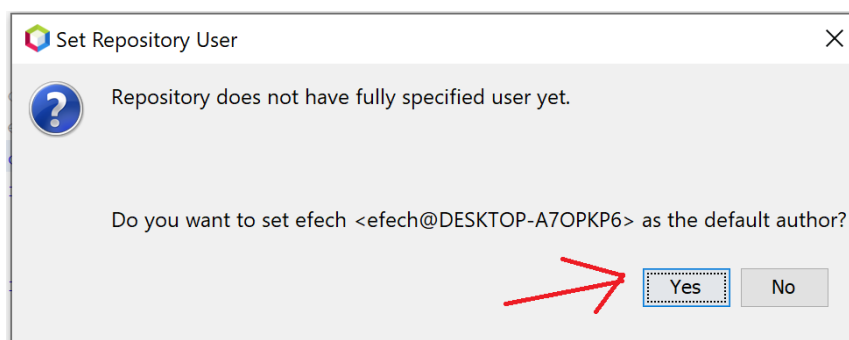 Set Repository User
Repository does not have fully specified user yet.
Do you want to set efech <efech@DESKTOP-A7OPKP6> as the default author?
Yes
No